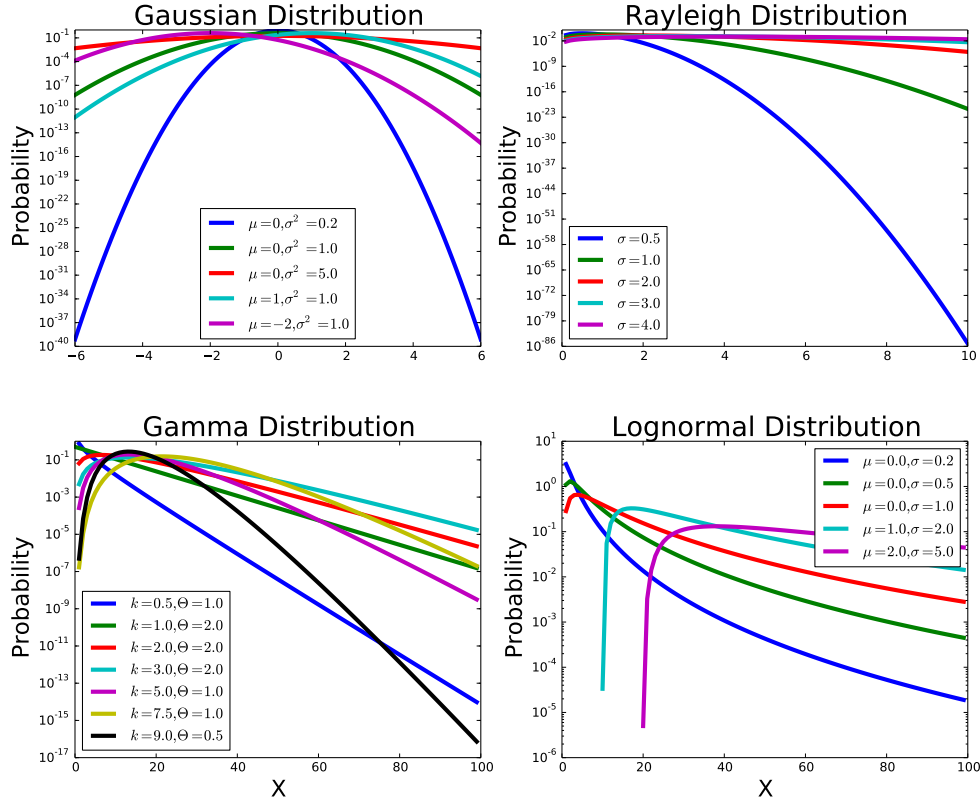 Gaussian Distribution
Probability
10^-1
10^-4
10^-7
10^-10
10^-13
10^-16
10^-19
10^-22
10^-25
10^-28
10^-31
10^-34
10^-37
10^-40
−6 −4 −2 0 2 4 6
μ=0,σ² =0.2
μ=0,σ² =1.0
μ=0,σ² =5.0
μ=1,σ² =1.0
μ=−2,σ² =1.0
Rayleigh Distribution
Probability
10^-2
10^-9
10^-16
10^-23
10^-30
10^-37
10^-44
10^-51
10^-58
10^-65
10^-72
10^-79
10^-86
0 2 4 6 8 10
σ=0.5
σ=1.0
σ=2.0
σ=3.0
σ=4.0
Gamma Distribution
Probability
10^-1
10^-3
10^-5
10^-7
10^-9
10^-11
10^-13
10^-15
10^-17
0 20 40 60 80 100
X
k=0.5,Θ=1.0
k=1.0,Θ=2.0
k=2.0,Θ=2.0
k=3.0,Θ=2.0
k=5.0,Θ=1.0
k=7.5,Θ=1.0
k=9.0,Θ=0.5
Lognormal Distribution
Probability
10^1
10^0
10^-1
10^-2
10^-3
10^-4
10^-5
10^-6
0 20 40 60 80 100
X
μ=0.0,σ=0.2
μ=0.0,σ=0.5
μ=0.0,σ=1.0
μ=1.0,σ=2.0
μ=2.0,σ=5.0